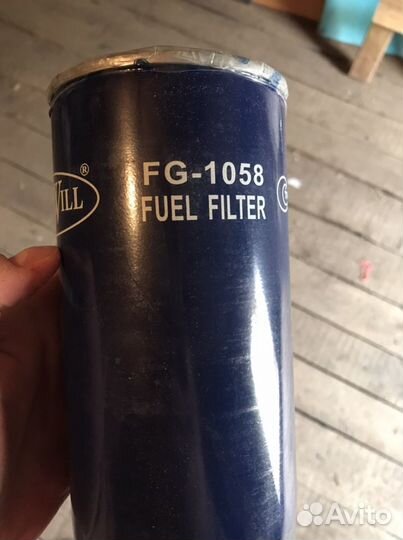 WILL ®
FG-1058
FUEL FILTER
Avito